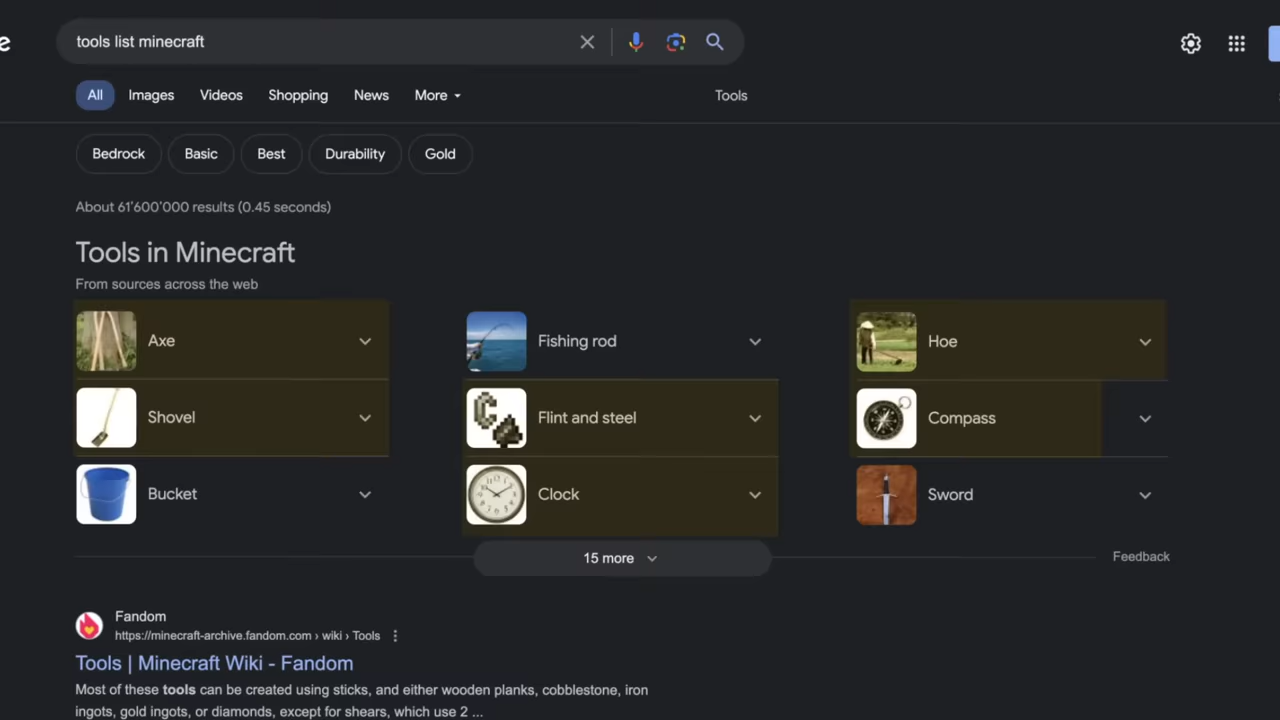 e
tools list minecraft
All
Images
Videos
Shopping
News
More
Tools
Bedrock
Basic
Best
Durability
Gold
About 61'600'000 results (0.45 seconds)
Tools in Minecraft
From sources across the web
Axe
Fishing rod
Hoe
Shovel
Flint and steel
Compass
Bucket
Clock
Sword
15 more
Feedback
Fandom
https://minecraft-archive.fandom.com › wiki › Tools
Tools | Minecraft Wiki - Fandom
Most of these tools can be created using sticks, and either wooden planks, cobblestone, iron
ingots, gold ingots, or diamonds, except for shears, which use 2 ...